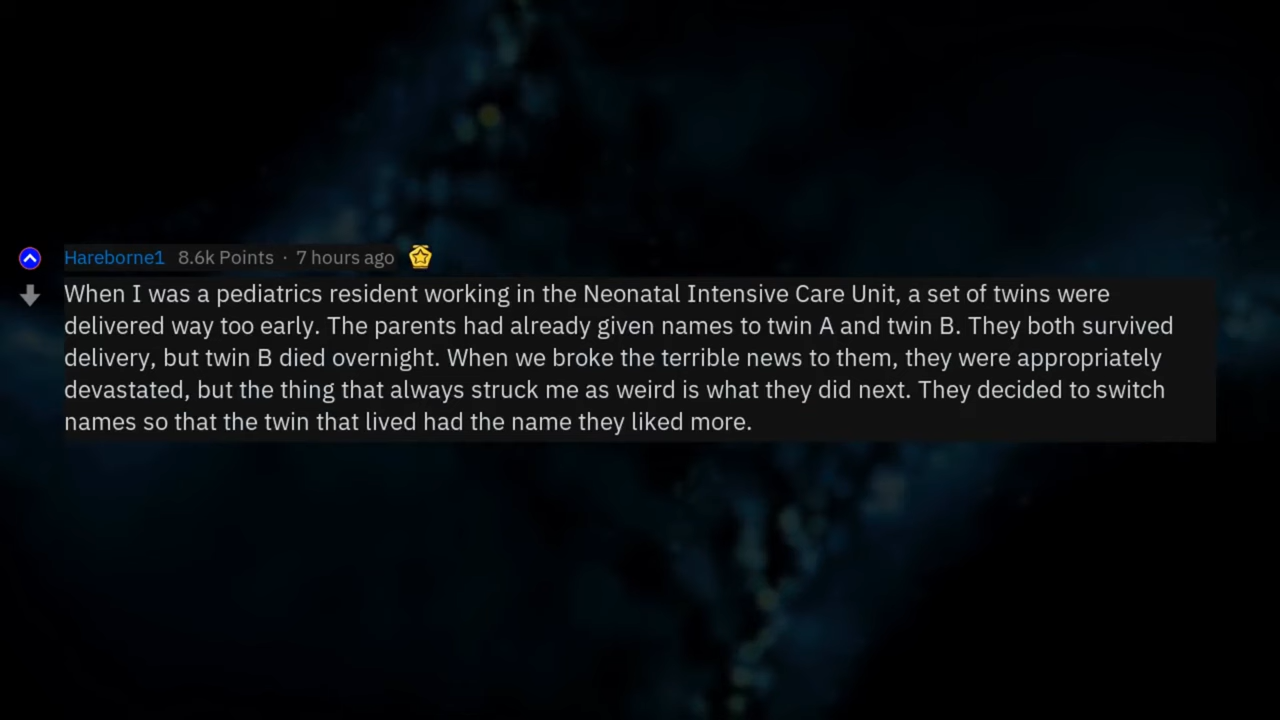 Hareborne1 8.6k Points · 7 hours ago
When I was a pediatrics resident working in the Neonatal Intensive Care Unit, a set of twins were
delivered way too early. The parents had already given names to twin A and twin B. They both survived
delivery, but twin B died overnight. When we broke the terrible news to them, they were appropriately
devastated, but the thing that always struck me as weird is what they did next. They decided to switch
names so that the twin that lived had the name they liked more.